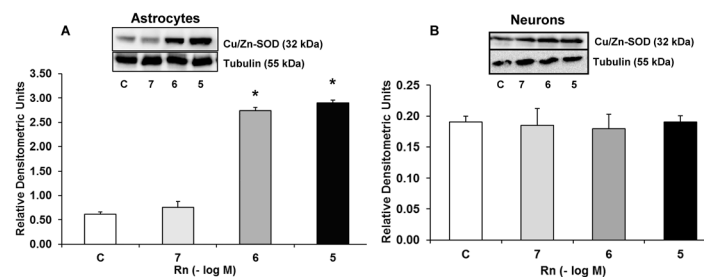 Astrocytes
A
Cu/Zn-SOD (32 kDa)
Tubulin (55 kDa)
C 7 6 5
Relative Densitometric Units
3.50
3.00
2.50
2.00
1.50
1.00
0.50
0.00
*
*
C 7 6 5
Rn (- log M)
Neurons
B
Cu/Zn-SOD (32 kDa)
Tubulin (55 kDa)
C 7 6 5
Relative Densitometric Units
0.30
0.25
0.20
0.15
0.10
0.05
0.00
C 7 6 5
Rn (- log M)